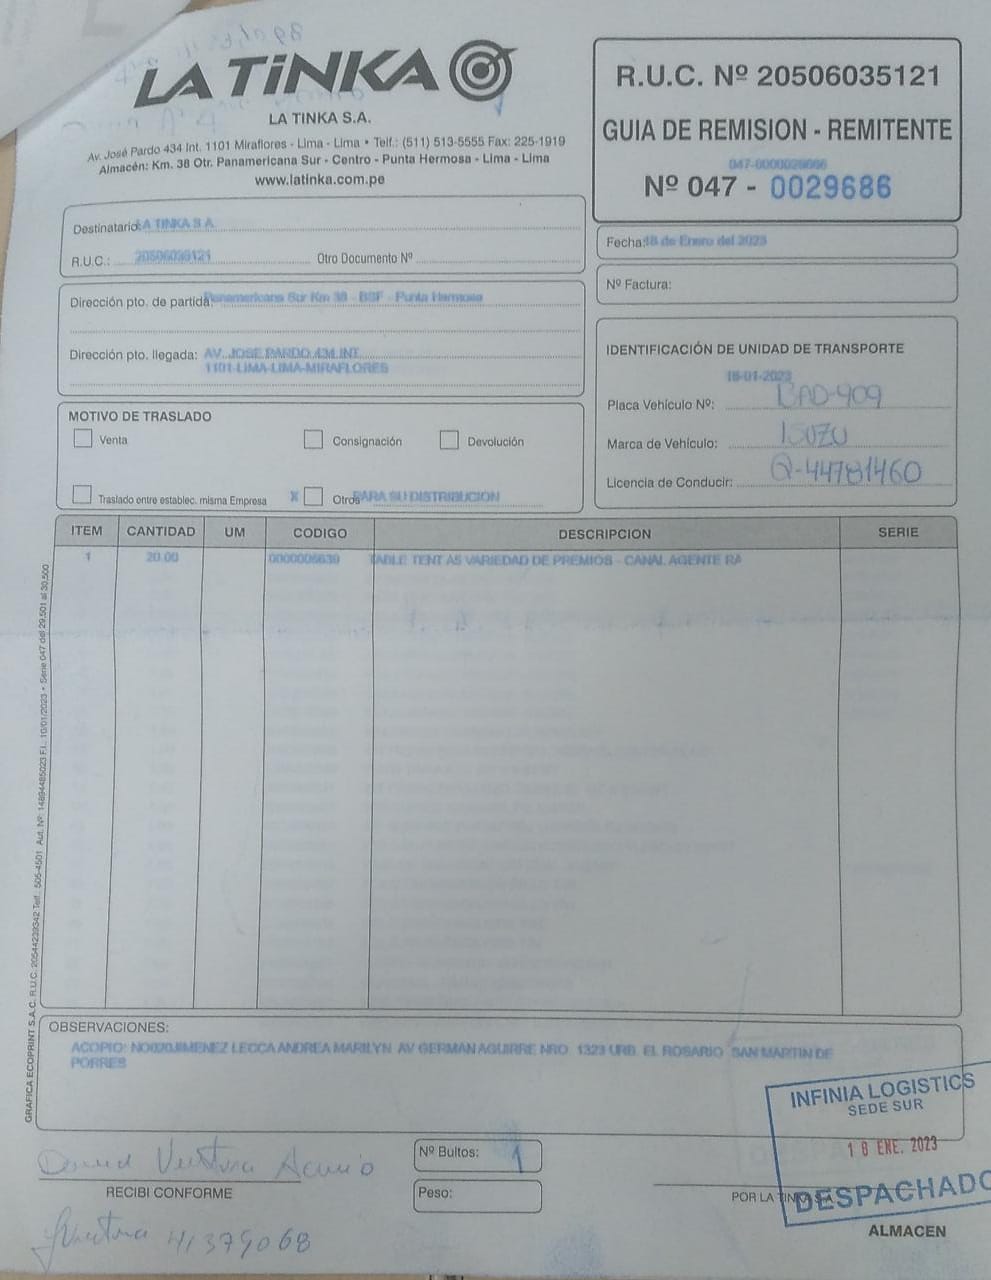 LA TiNKA
LA TINKA S.A.
Av. José Pardo 434 Int. 1101 Miraflores - Lima - Lima • Telf.: (511) 513-5555 Fax: 225-1919
Almacén: Km. 38 Otr. Panamericana Sur - Centro - Punta Hermosa - Lima - Lima
www.latinka.com.pe
R.U.C. Nº 20506035121
GUIA DE REMISION - REMITENTE
047-0000029686
Nº 047 - 0029686
Destinatario: LA TINKA S.A.
R.U.C.: 20506035121 Otro Documento Nº
Fecha: 18 de Enero del 2023
Nº Factura:
Dirección pto. de partida: Panamericana Sur Km 38 - BSF - Punta Hermosa
Dirección pto. llegada: AV. JOSE PARDO 434 INT.
1101-LIMA-LIMA-MIRAFLORES
IDENTIFICACIÓN DE UNIDAD DE TRANSPORTE
18-01-2023
Placa Vehículo Nº: BAD-909
Marca de Vehículo: ISUZU
Licencia de Conducir: Q-44781460
MOTIVO DE TRASLADO
Venta Consignación Devolución
Traslado entre establec. misma Empresa X Otros PARA SU DISTRIBUCION
ITEM CANTIDAD UM CODIGO DESCRIPCION SERIE
1 20.00 0000006639 TABLE TENT AS VARIEDAD DE PREMIOS - CANAL AGENTE RA
GRAFICA ECOPRINT S.A.C. R.U.C. 20544239342 Telf.: 505-4501 Aut. Nº: 14894485023 F.I. 10/01/2023 • Serie 047 del 29,501 al 30,500
OBSERVACIONES:
ACOPIO: NO020JIMENEZ LECCA ANDREA MARILYN AV GERMAN AGUIRRE NRO. 1323 URB. EL ROSARIO SAN MARTIN DE
PORRES
INFINIA LOGISTICS
SEDE SUR
18 ENE. 2023
DESPACHADO
David Ventura Acuño
RECIBI CONFORME
Ventura 41379068
Nº Bultos: 1
Peso:
POR LA TINKA S.A.
ALMACEN